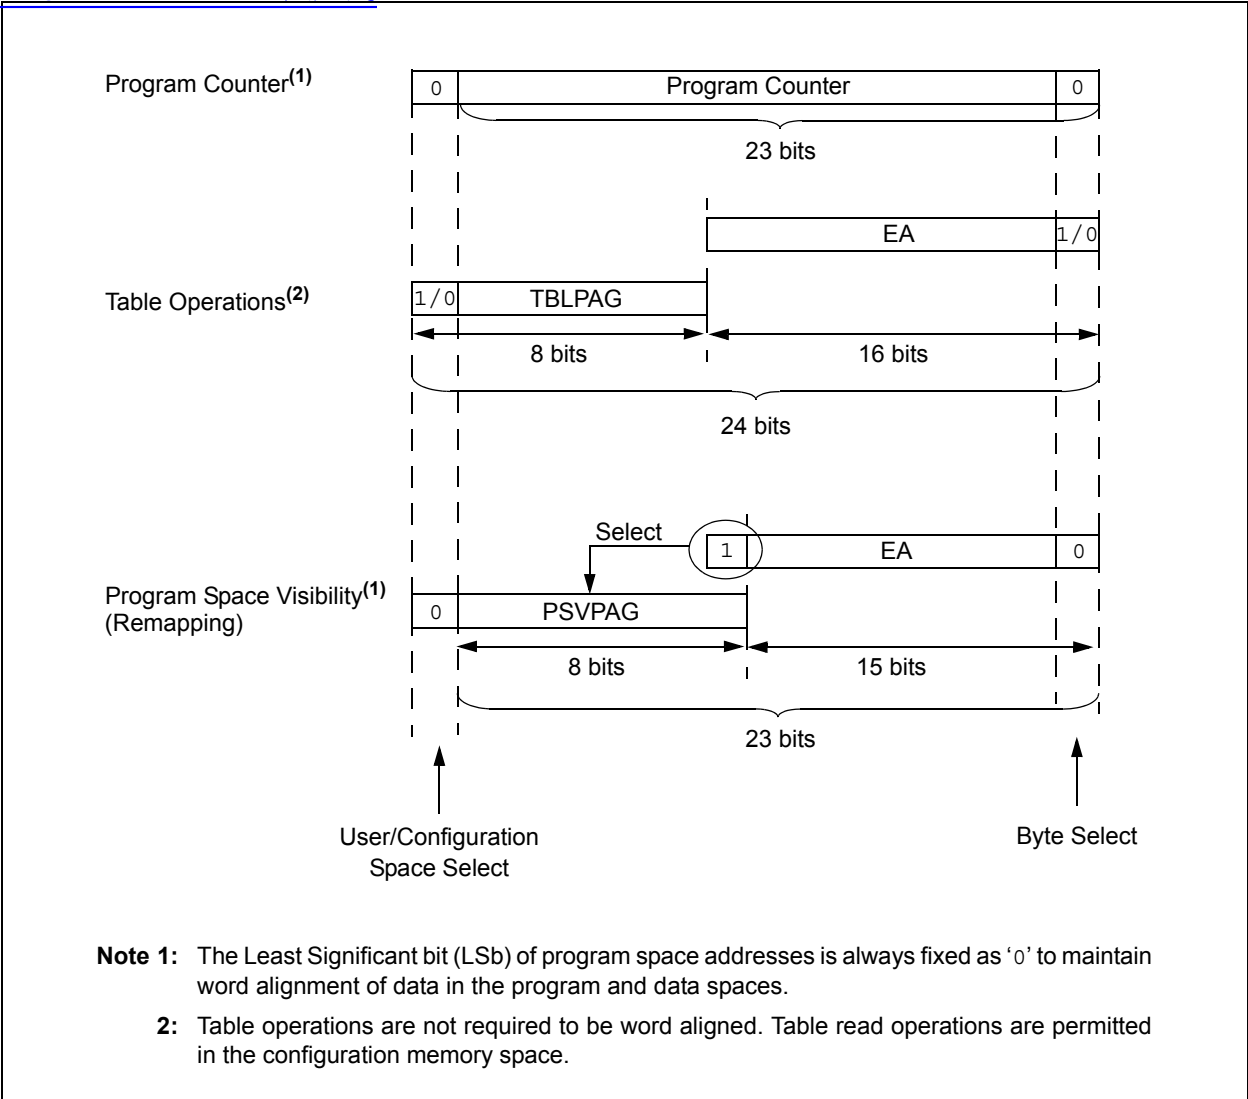 Program Counter(1)
0
Program Counter
0
23 bits
EA
1/0
Table Operations(2)
1/0
TBLPAG
8 bits
16 bits
24 bits
Select
1
EA
0
Program Space Visibility(1)
(Remapping)
0
PSVPAG
8 bits
15 bits
23 bits
User/Configuration
Space Select
Byte Select
Note 1: The Least Significant bit (LSb) of program space addresses is always fixed as ‘0’ to maintain
word alignment of data in the program and data spaces.
2: Table operations are not required to be word aligned. Table read operations are permitted
in the configuration memory space.